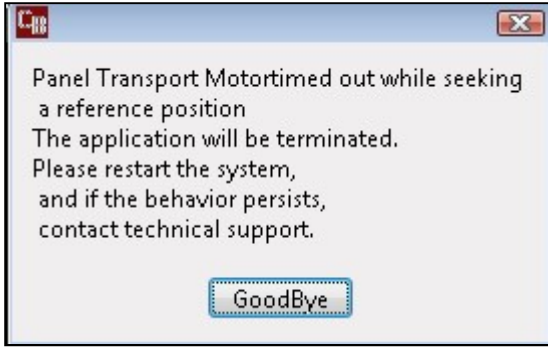 Panel Transport Motortimed out while seeking
a reference position
The application will be terminated.
Please restart the system,
and if the behavior persists,
contact technical support.
GoodBye